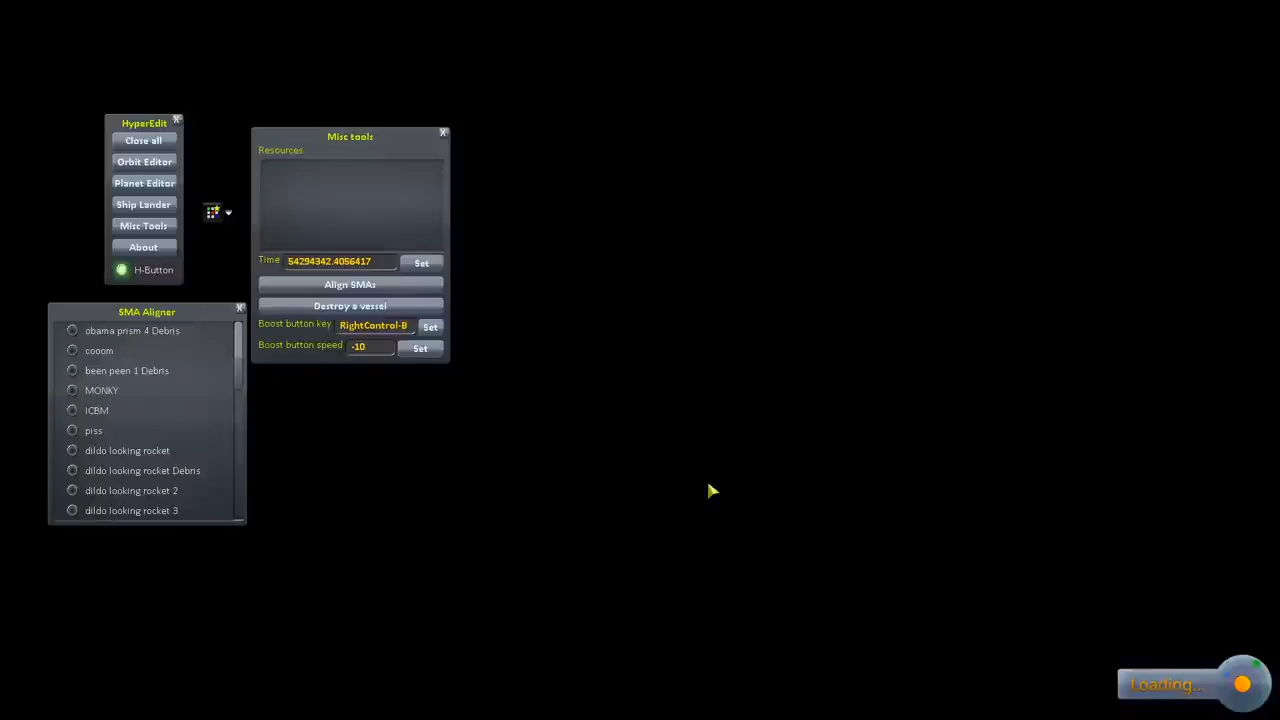 HyperEdit X
Close all
Orbit Editor
Planet Editor
Ship Lander
Misc Tools
About
H-Button
Misc tools X
Resources
Time 54294342.4056417 Set
Align SMAs
Destroy a vessel
Boost button key RightControl-B Set
Boost button speed -10 Set
SMA Aligner X
obama prism 4 Debris
cooom
been peen 1 Debris
MONKY
ICBM
piss
dildo looking rocket
dildo looking rocket Debris
dildo looking rocket 2
dildo looking rocket 3
Loading...